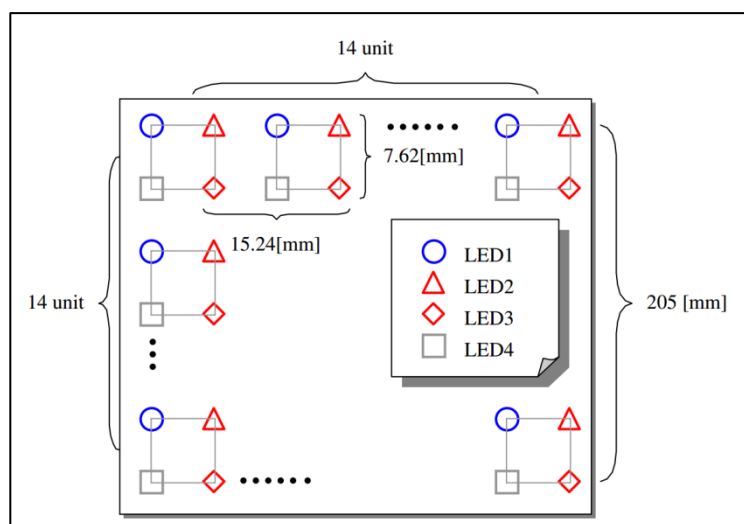 14 unit
7.62[mm]
15.24[mm]
LED1
LED2
14 unit
205 [mm]
LED3
LED4